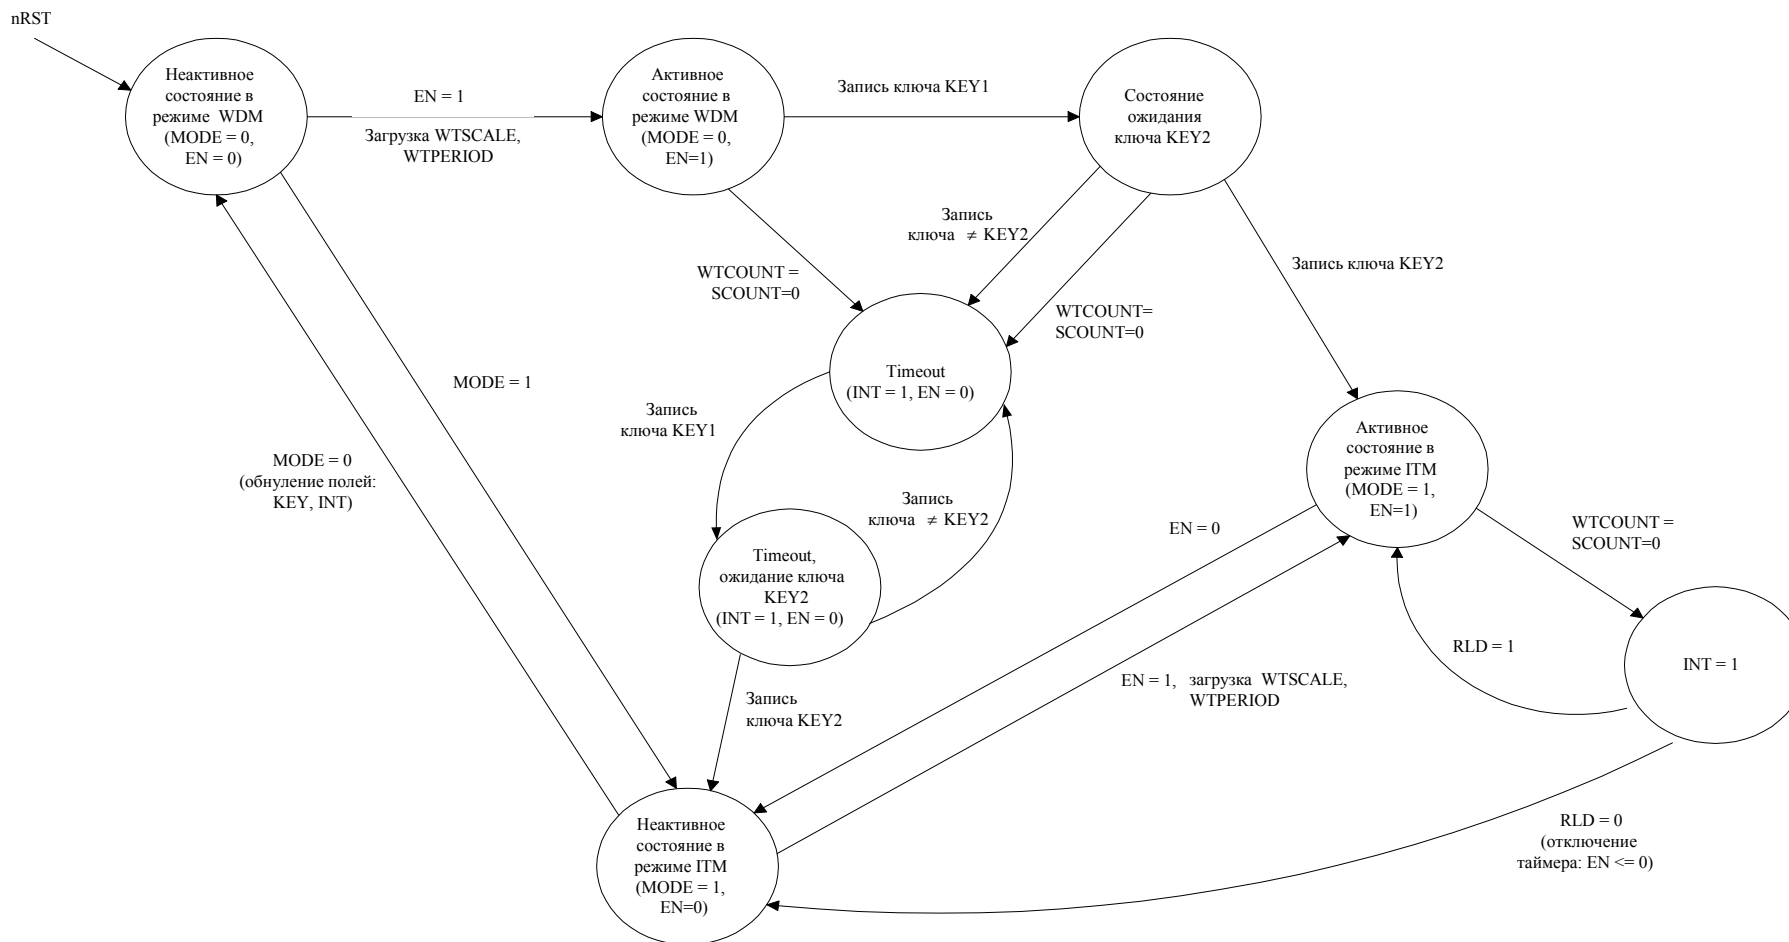 nRST
Неактивное
состояние в
режиме WDM
(MODE = 0,
EN = 0)
EN = 1
Загрузка WTSCALE,
WTPERIOD
Активное
состояние в
режиме WDM
(MODE = 0,
EN=1)
Запись ключа KEY1
Состояние
ожидания
ключа KEY2
WTCOUNT =
SCOUNT=0
Запись
ключа ≠ KEY2
WTCOUNT=
SCOUNT=0
Запись ключа KEY2
Timeout
(INT = 1, EN = 0)
MODE = 1
MODE = 0
(обнуление полей:
KEY, INT)
Запись
ключа KEY1
Запись
ключа ≠ KEY2
Timeout,
ожидание ключа
KEY2
(INT = 1, EN = 0)
Запись
ключа KEY2
Активное
состояние в
режиме ITM
(MODE = 1,
EN=1)
EN = 0
WTCOUNT =
SCOUNT=0
RLD = 1
INT = 1
EN = 1, загрузка WTSCALE,
WTPERIOD
RLD = 0
(отключение
таймера: EN <= 0)
Неактивное
состояние в
режиме ITM
(MODE = 1,
EN=0)